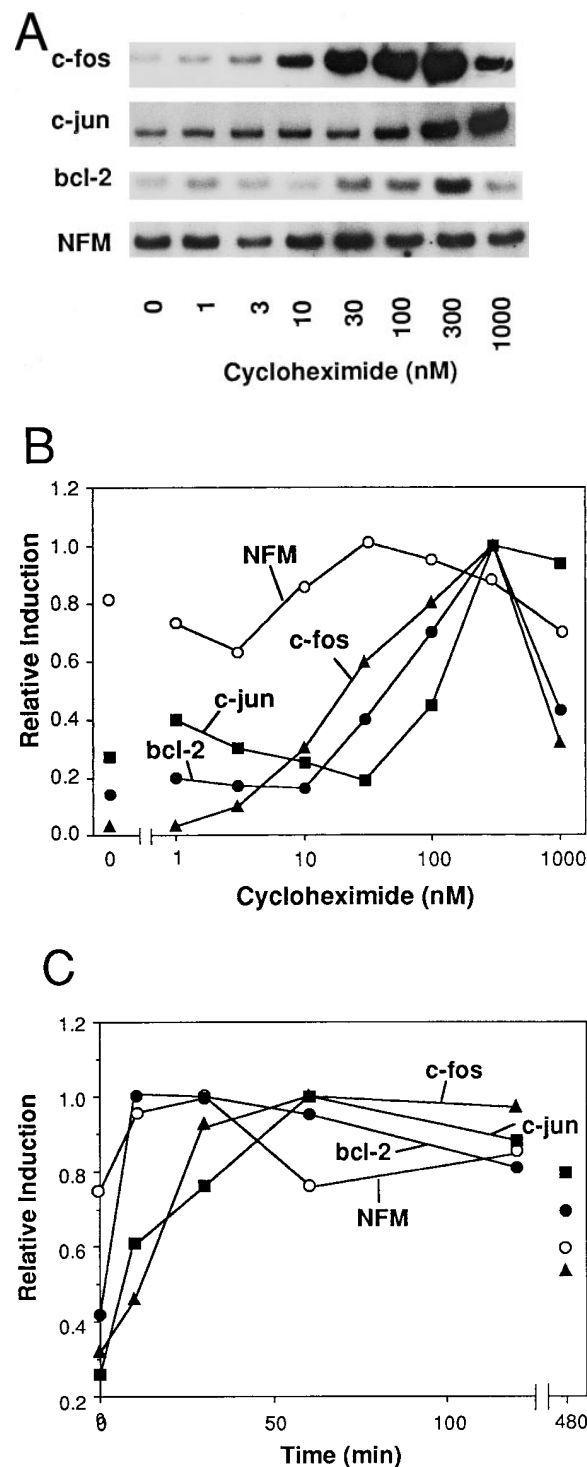 A
c-fos
c-jun
bcl-2
NFM
0 1 3 10 30 100 300 1000
Cycloheximide (nM)
B
1.2
1.0
0.8
0.6
0.4
0.2
0.0
Relative Induction
NFM
c-fos
c-jun
bcl-2
0 1 10 100 1000
Cycloheximide (nM)
C
1.2
1.0
0.8
0.6
0.4
0.2
Relative Induction
c-fos
c-jun
bcl-2
NFM
0 50 100 480
Time (min)